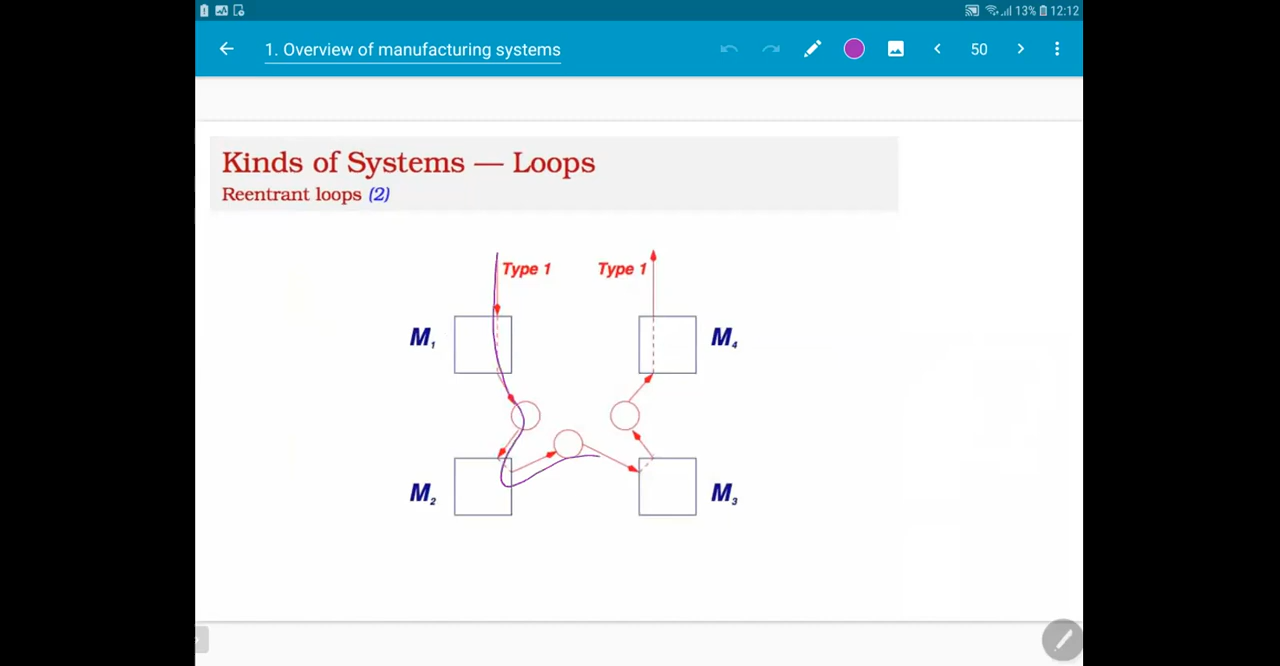 13% 12:12
1. Overview of manufacturing systems
50
Kinds of Systems — Loops
Reentrant loops (2)
Type 1 Type 1
M1 M4
M2 M3